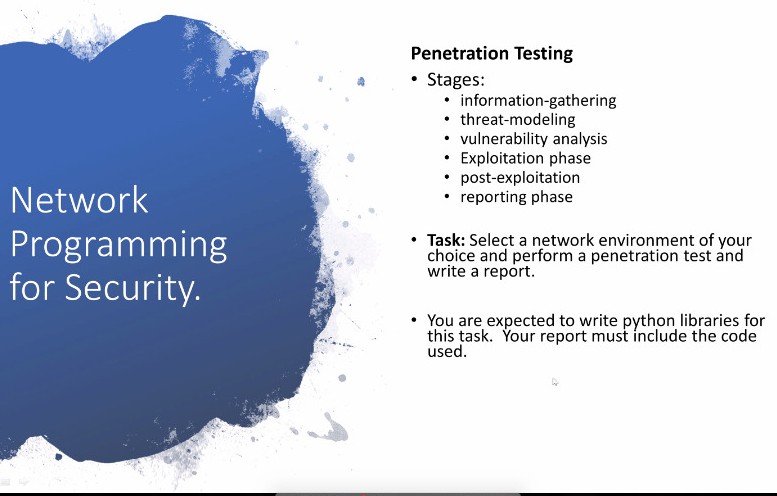 Network
Programming
for Security.
Penetration Testing
• Stages:
• information-gathering
• threat-modeling
• vulnerability analysis
• Exploitation phase
• post-exploitation
• reporting phase
• Task: Select a network environment of your
choice and perform a penetration test and
write a report.
• You are expected to write python libraries for
this task.  Your report must include the code
used.